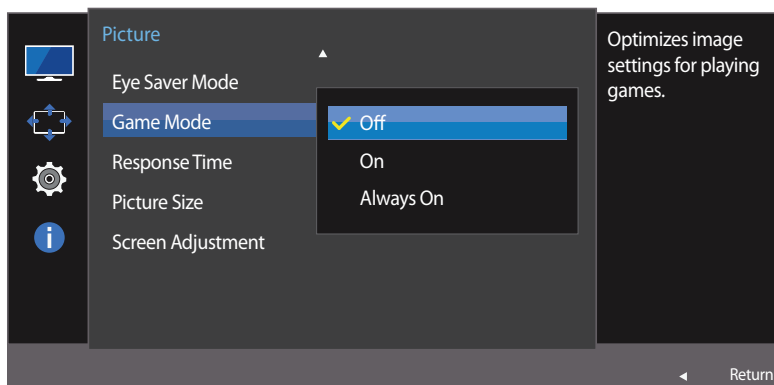 Picture
Eye Saver Mode
Game Mode
Response Time
Picture Size
Screen Adjustment
Off
On
Always On
Optimizes image
settings for playing
games.
Return